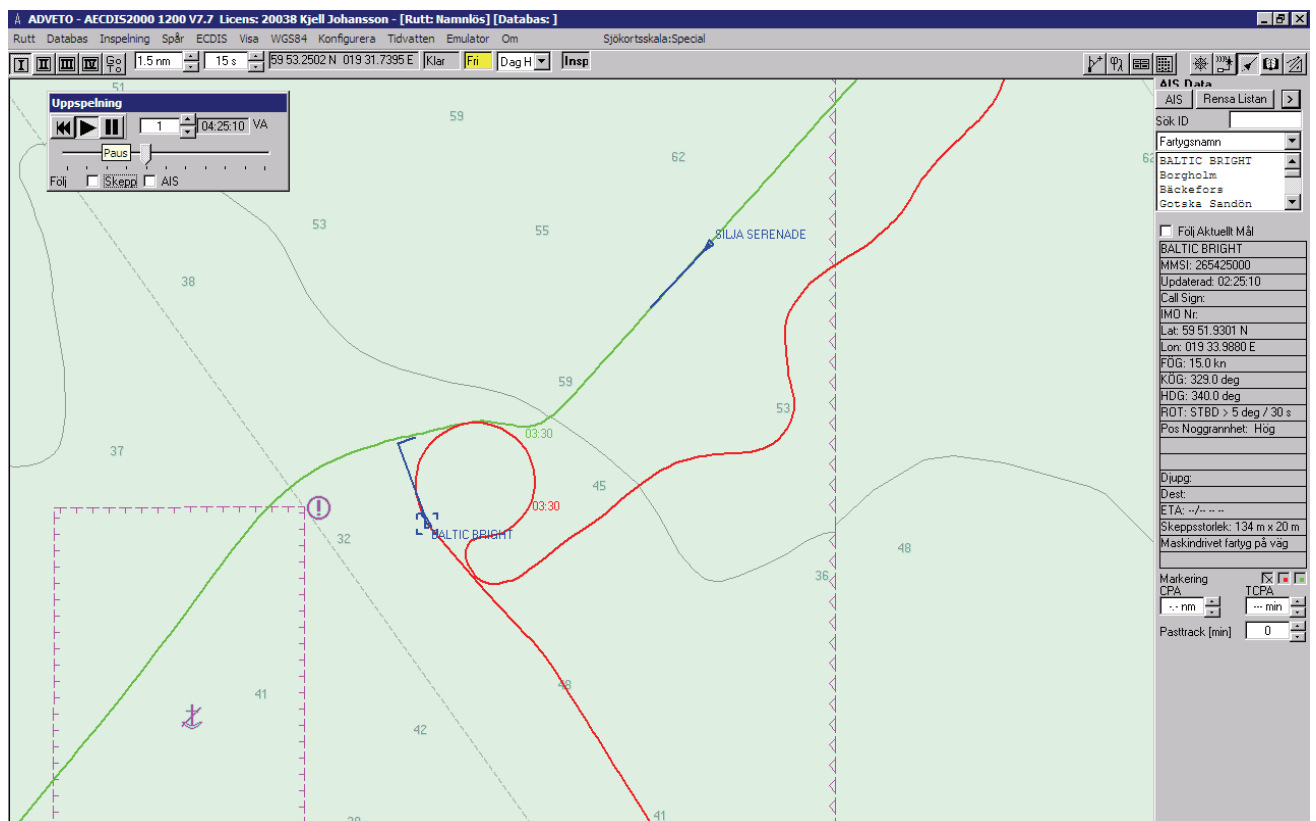 ADVETO - AECDIS2000 1200 V7.7 Licens: 20038 Kjell Johansson - [Rutt: Namnlös] [Databas: ]
Rutt Databas Inspelning Spår ECDIS Visa WGS84 Konfigurera Tidvatten Emulator Om Sjökortsskala:Special
I II III IV Go To 1.5 nm 15 s 59 53.2502 N 019 31.7395 E Klar Fri Dag H Insp
Uppspelning
1 04:25:10 VA
Paus
Följ Skepp AIS
51
59
62
62
53
55
38
SILJA SERENADE
59
53
03:30
37
45
03:30
BALTIC BRIGHT
32
48
36
41
48
42
38
41
AIS Data
AIS Rensa Listan >
Sök ID
Fartygsnamn
BALTIC BRIGHT
Borgholm
Bäckefors
Gotska Sandön
Följ Aktuellt Mål
BALTIC BRIGHT
MMSI: 265425000
Updaterad: 02:25:10
Call Sign:
IMO Nr:
Lat: 59 51.9301 N
Lon: 019 33.9880 E
FÖG: 15.0 kn
KÖG: 329.0 deg
HDG: 340.0 deg
ROT: STBD > 5 deg / 30 s
Pos Noggrannhet: Hög
Djupg:
Dest:
ETA: --/-- -- --
Skeppsstorlek: 134 m x 20 m
Maskindrivet fartyg på väg
Markering
CPA TCPA
-.- nm --- min
Pasttrack [min] 0